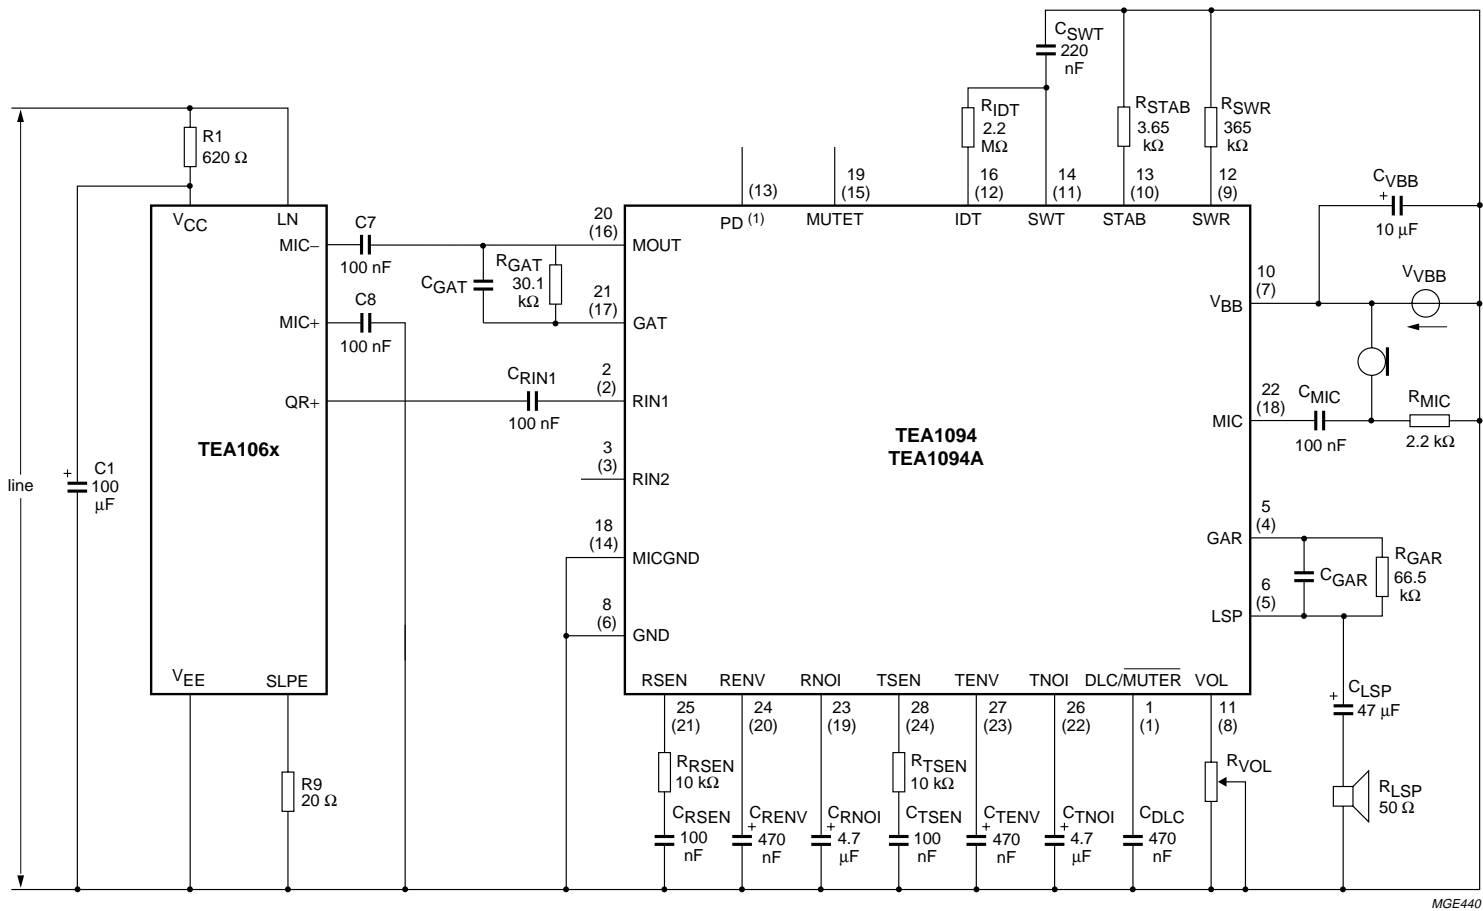 CSWT
220
nF
RIDT
2.2
MΩ
RSTAB
3.65
kΩ
RSWR
365
kΩ
R1
620 Ω
(13)
19
(15)
16
(12)
14
(11)
13
(10)
12
(9)
CVBB
+
10 μF
VCC
LN
PD (1)
MUTET
IDT
SWT
STAB
SWR
C7
100 nF
MIC−
20
(16)
MOUT
CGAT
RGAT
30.1
kΩ
21
(17)
GAT
C8
100 nF
MIC+
10
(7)
VBB
VVBB
CRIN1
100 nF
QR+
2
(2)
RIN1
22
(18)
MIC
CMIC
100 nF
RMIC
2.2 kΩ
TEA106x
TEA1094
TEA1094A
3
(3)
RIN2
line
+
C1
100
μF
18
(14)
MICGND
5
(4)
GAR
CGAR
RGAR
66.5
kΩ
8
(6)
GND
6
(5)
LSP
VEE
SLPE
RSEN
RENV
RNOI
TSEN
TENV
TNOI
DLC/MUTER
VOL
25
(21)
24
(20)
23
(19)
28
(24)
27
(23)
26
(22)
1
(1)
11
(8)
+
CLSP
47 μF
R9
20 Ω
RRSEN
10 kΩ
RTSEN
10 kΩ
RVOL
RLSP
50 Ω
CRSEN
100
nF
CRENV
+
470
nF
CRNOI
+
4.7
μF
CTSEN
100
nF
CTENV
+
470
nF
CTNOI
+
4.7
μF
CDLC
470
nF
MGE440